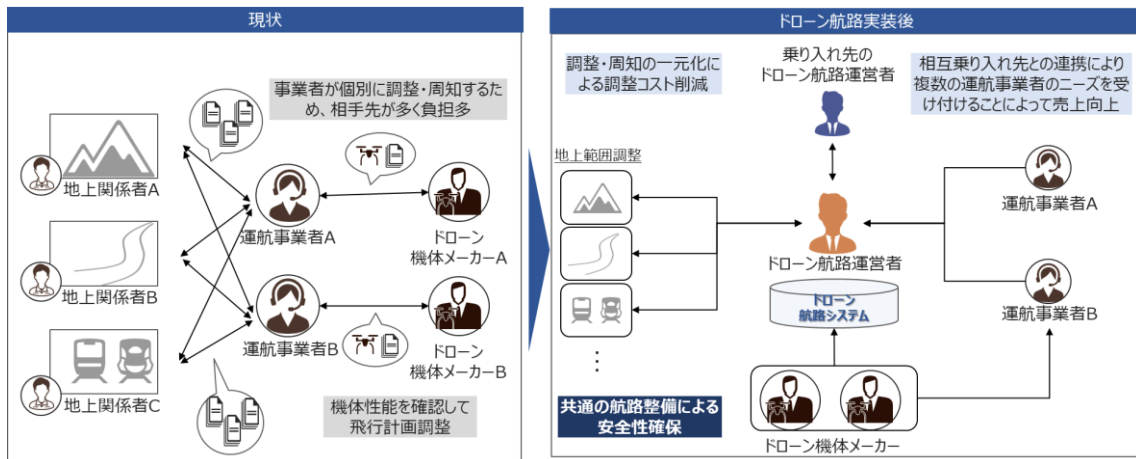 現状
事業者が個別に調整・周知するた
め、相手先が多く負担多
地上関係者A
運航事業者A
ドローン
機体メーカーA
地上関係者B
運航事業者B
ドローン
機体メーカーB
地上関係者C
機体性能を確認して
飛行計画調整
ドローン航路実装後
調整・周知の一元化に
よる調整コスト削減
乗り入れ先の
ドローン航路運営者
相互乗り入れ先との連携により
複数の運航事業者のニーズを受
け付けることによって売上向上
地上範囲調整
ドローン航路運営者
運航事業者A
ドローン
航路システム
運航事業者B
⋮
共通の航路整備による
安全性確保
ドローン機体メーカー